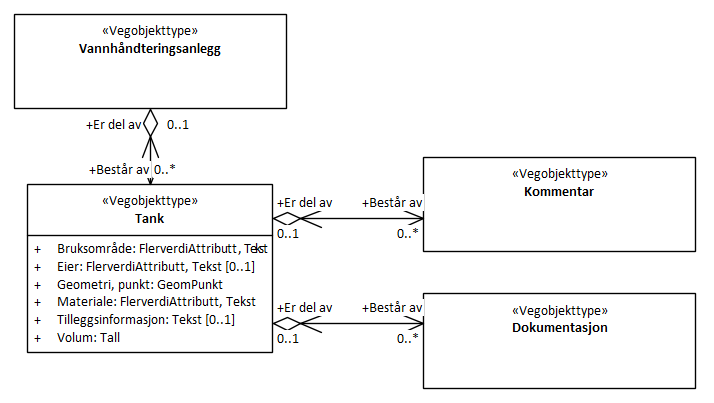 «Vegobjekttype»
Vannhåndteringsanlegg
+Er del av 0..1
+Består av 0..*
«Vegobjekttype»
Tank
+ Bruksområde: FlerverdiAttributt, Tekst
+ Eier: FlerverdiAttributt, Tekst [0..1]
+ Geometri, punkt: GeomPunkt
+ Materiale: FlerverdiAttributt, Tekst
+ Tilleggsinformasjon: Tekst [0..1]
+ Volum: Tall
+Er del av +Består av
0..1 0..*
«Vegobjekttype»
Kommentar
+Er del av +Består av
0..1 0..*
«Vegobjekttype»
Dokumentasjon